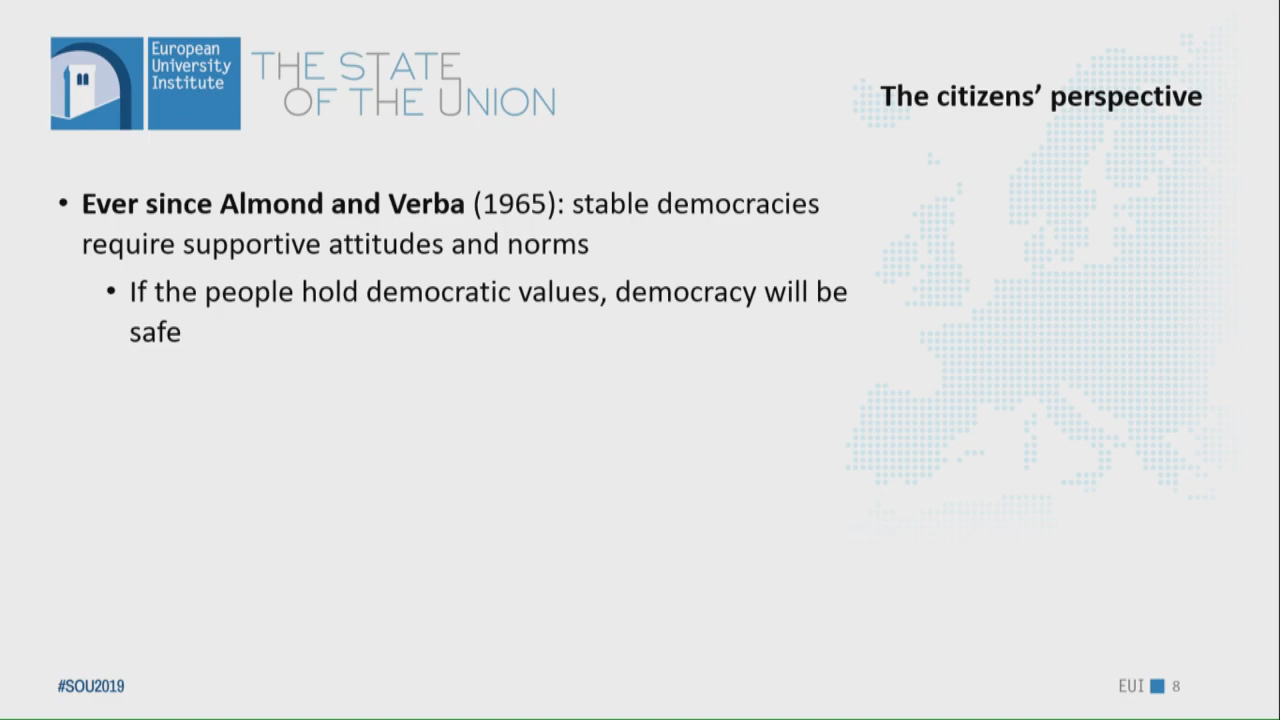 European
University
Institute
THE STATE
OF THE UNION
The citizens’ perspective
• Ever since Almond and Verba (1965): stable democracies
require supportive attitudes and norms
• If the people hold democratic values, democracy will be
safe
#SOU2019
EUI 8